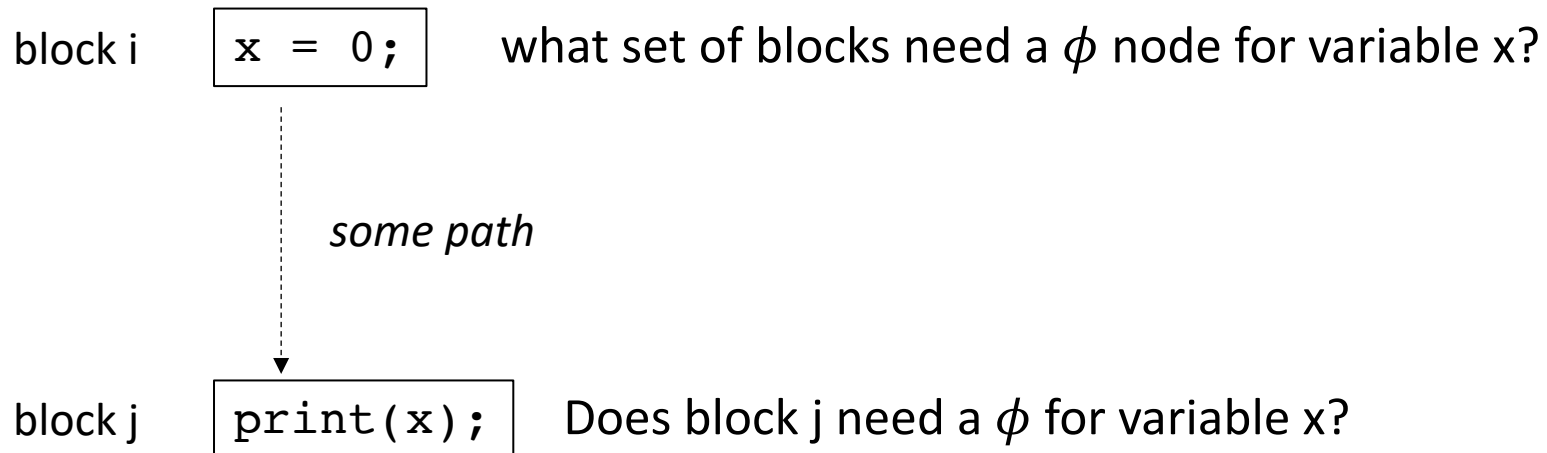 block i x = 0; what set of blocks need a ϕ node for variable x?
some path
block j print(x); Does block j need a ϕ for variable x?